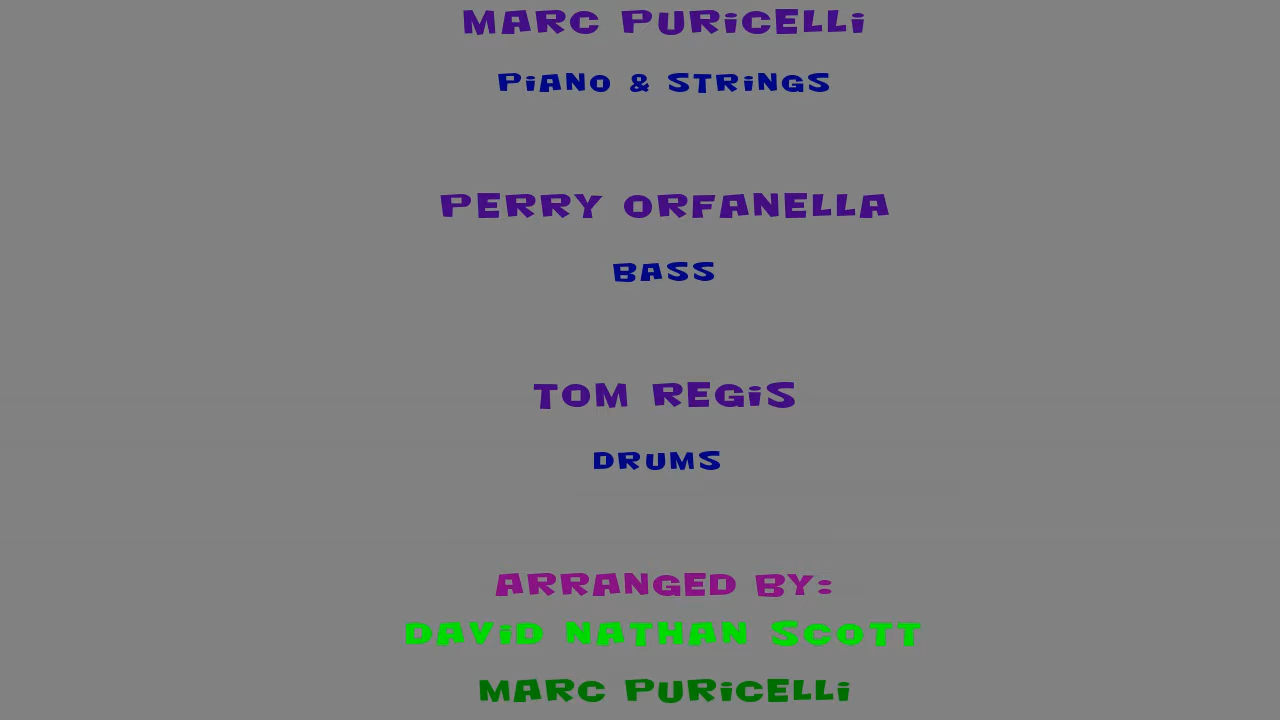 MARC PURiCELLi
PiANO & STRiNGS
PERRY ORFANELLA
BASS
TOM REGiS
DRUMS
ARRANGED BY:
DAViD NATHAN SCOTT
MARC PURiCELLi